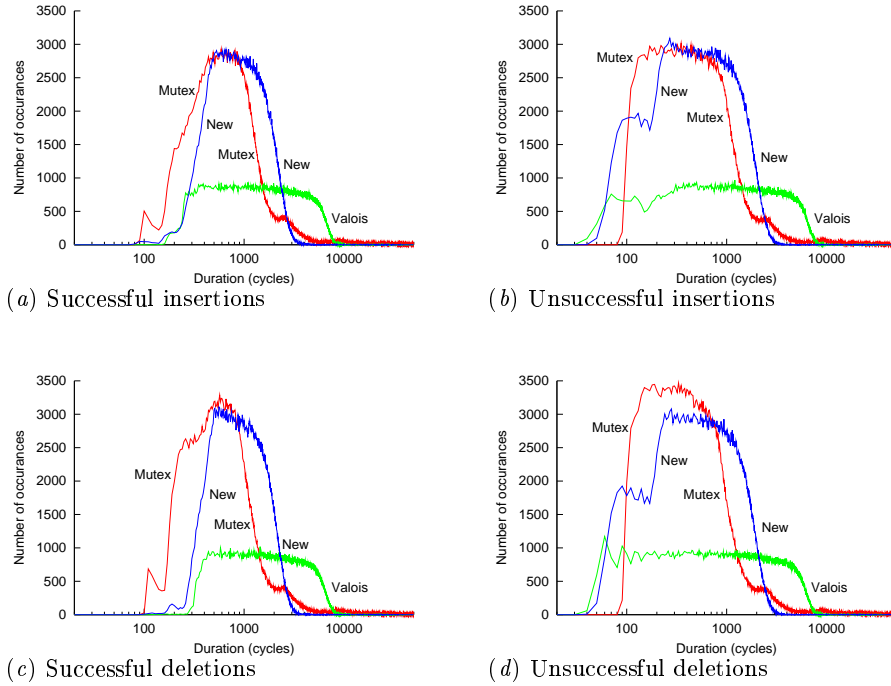 Number of occurances
3500
3000
2500
2000
1500
1000
500
0
Mutex
New
Mutex
New
Valois
100
1000
10000
Duration (cycles)
(a) Successful insertions
Number of occurances
3500
3000
2500
2000
1500
1000
500
0
Mutex
New
Mutex
New
Valois
100
1000
10000
Duration (cycles)
(b) Unsuccessful insertions
Number of occurances
3500
3000
2500
2000
1500
1000
500
0
Mutex
New
Mutex
New
Valois
100
1000
10000
Duration (cycles)
(c) Successful deletions
Number of occurances
3500
3000
2500
2000
1500
1000
500
0
Mutex
New
Mutex
New
Valois
100
1000
10000
Duration (cycles)
(d) Unsuccessful deletions